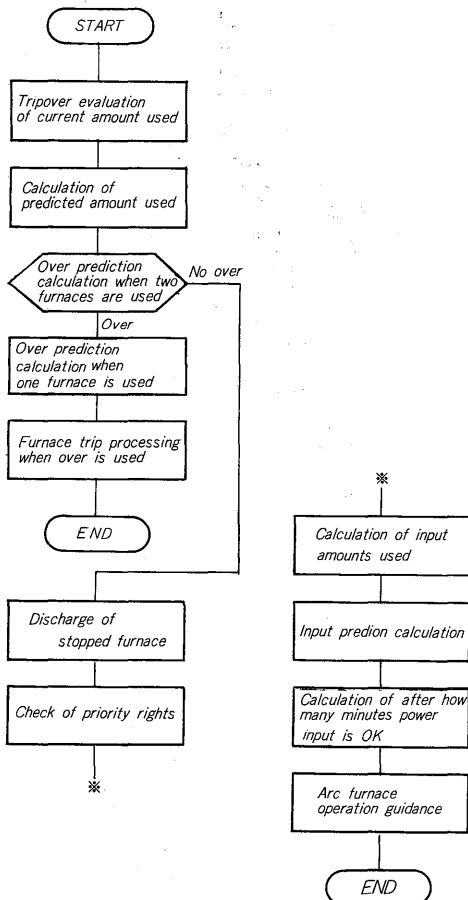 START
Tripover evaluation
of current amount used
Calculation of
predicted amount used
Over prediction
calculation when two
furnaces are used
No over
Over
Over prediction
calculation when
one furnace is used
Furnace trip processing
when over is used
END
Discharge of
stopped furnace
Check of priority rights
※
※
Calculation of input
amounts used
Input predion calculation
Calculation of after how
many minutes power
input is OK
Arc furnace
operation guidance
END